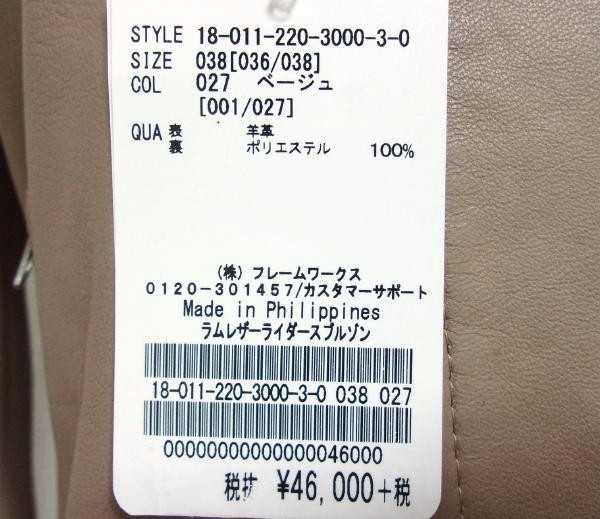 STYLE 18-011-220-3000-3-0
SIZE 038[036/038]
COL 027 ベージュ
[001/027]
QUA 表 羊革
裏 ポリエステル 100%
(株) フレームワークス
0120-301457/カスタマーサポート
Made in Philippines
ラムレザーライダースブルゾン
18-011-220-3000-3-0 038 027
00000000000000000046000
税抜 ¥46,000+税